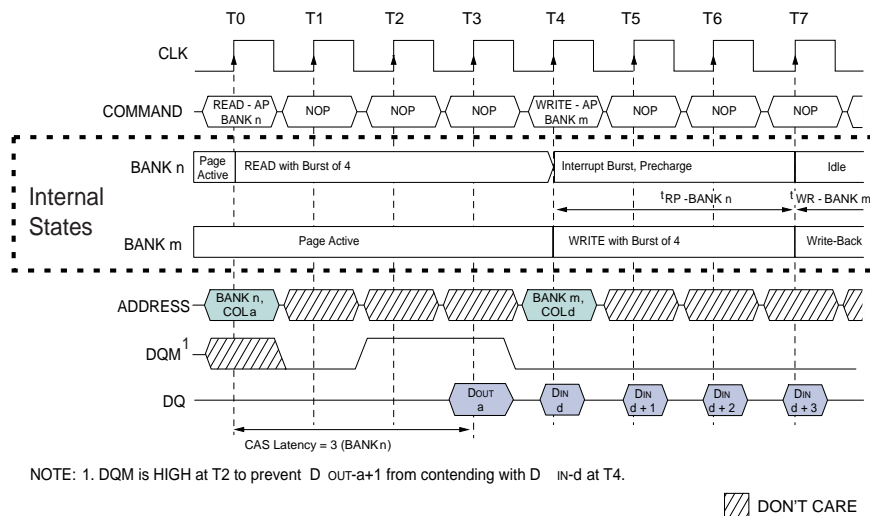 T0 T1 T2 T3 T4 T5 T6 T7
CLK
COMMAND READ - AP BANK n NOP NOP NOP WRITE - AP BANK m NOP NOP NOP
Internal States
BANK n Page Active READ with Burst of 4 Interrupt Burst, Precharge Idle
tRP - BANK n tWR - BANK m
BANK m Page Active WRITE with Burst of 4 Write-Back
ADDRESS BANK n, COL a BANK m, COL d
DQM1
DQ DOUT a DIN d DIN d + 1 DIN d + 2 DIN d + 3
CAS Latency = 3 (BANK n)
NOTE: 1. DQM is HIGH at T2 to prevent D OUT-a+1 from contending with D IN-d at T4.
DON'T CARE